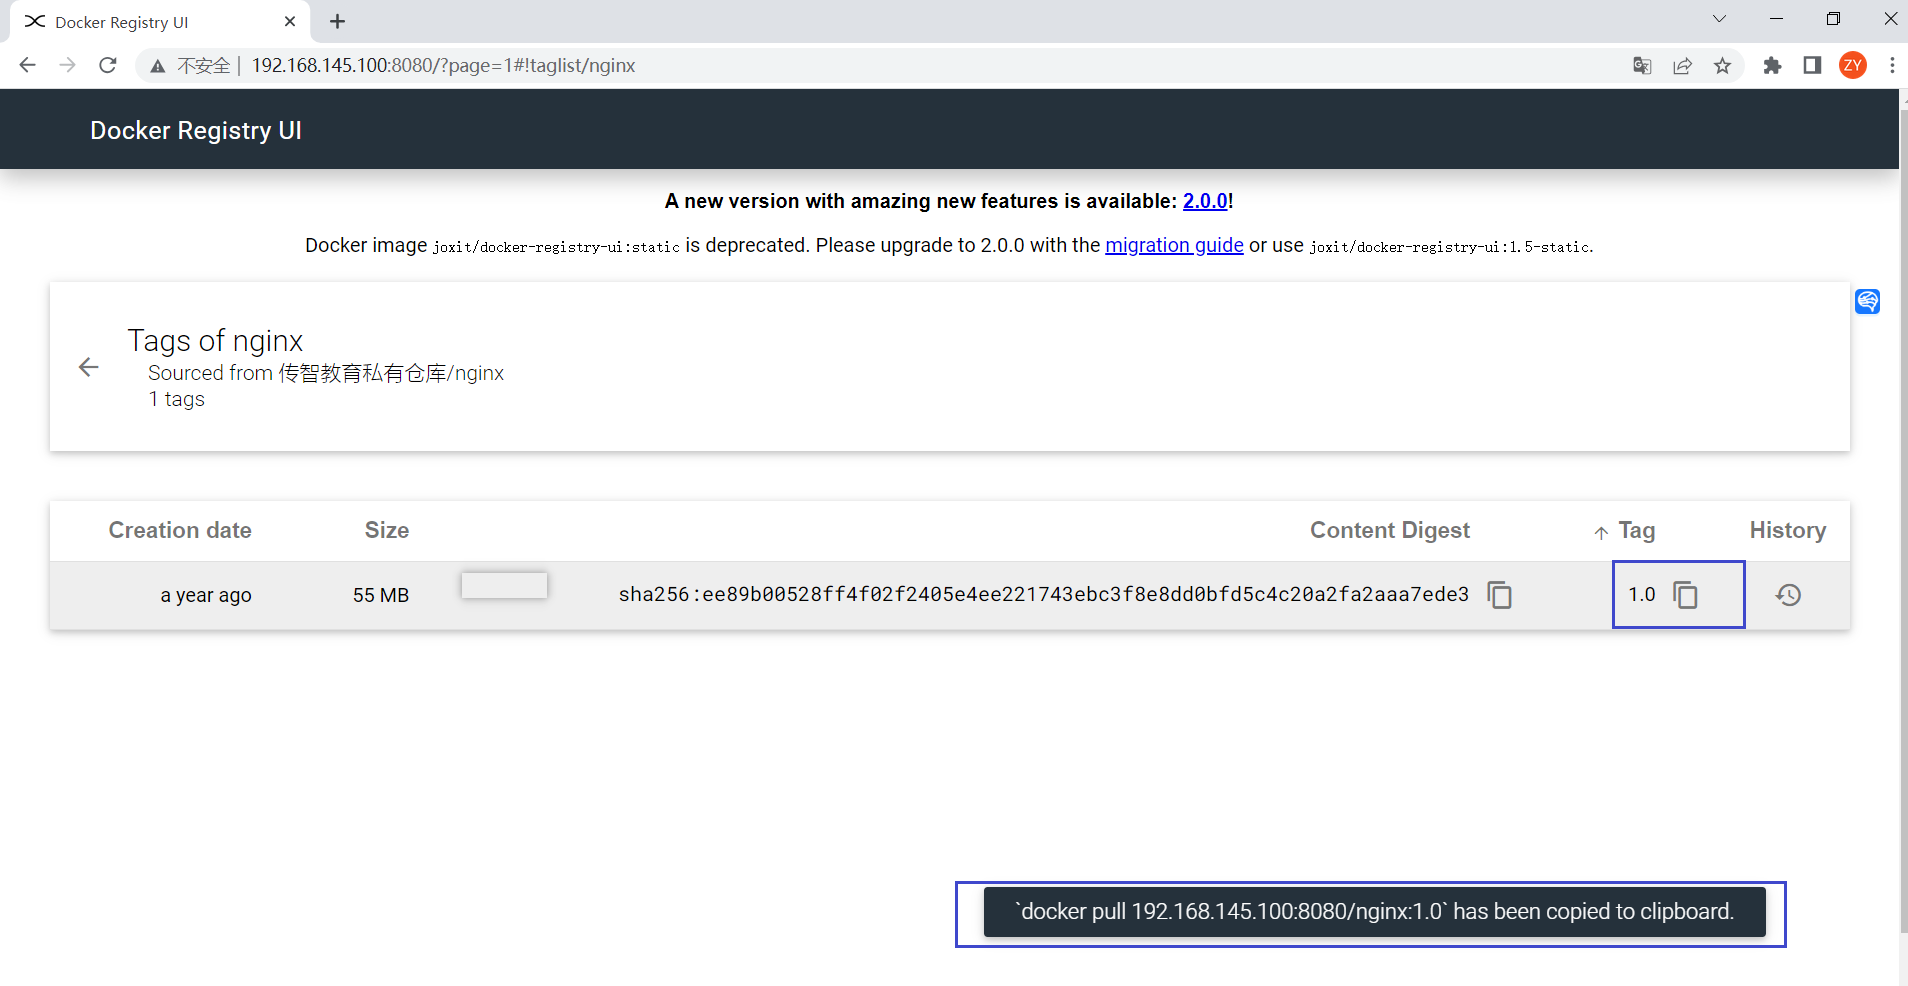 Docker Registry UI
不安全 | 192.168.145.100:8080/?page=1#!taglist/nginx
ZY
Docker Registry UI
A new version with amazing new features is available: 2.0.0!
Docker image joxit/docker-registry-ui:static is deprecated. Please upgrade to 2.0.0 with the migration guide or use joxit/docker-registry-ui:1.5-static.
Tags of nginx
Sourced from 传智教育私有仓库/nginx
1 tags
Creation date Size Content Digest Tag History
a year ago 55 MB sha256:ee89b00528ff4f02f2405e4ee221743ebc3f8e8dd0bfd5c4c20a2fa2aaa7ede3 1.0
`docker pull 192.168.145.100:8080/nginx:1.0` has been copied to clipboard.